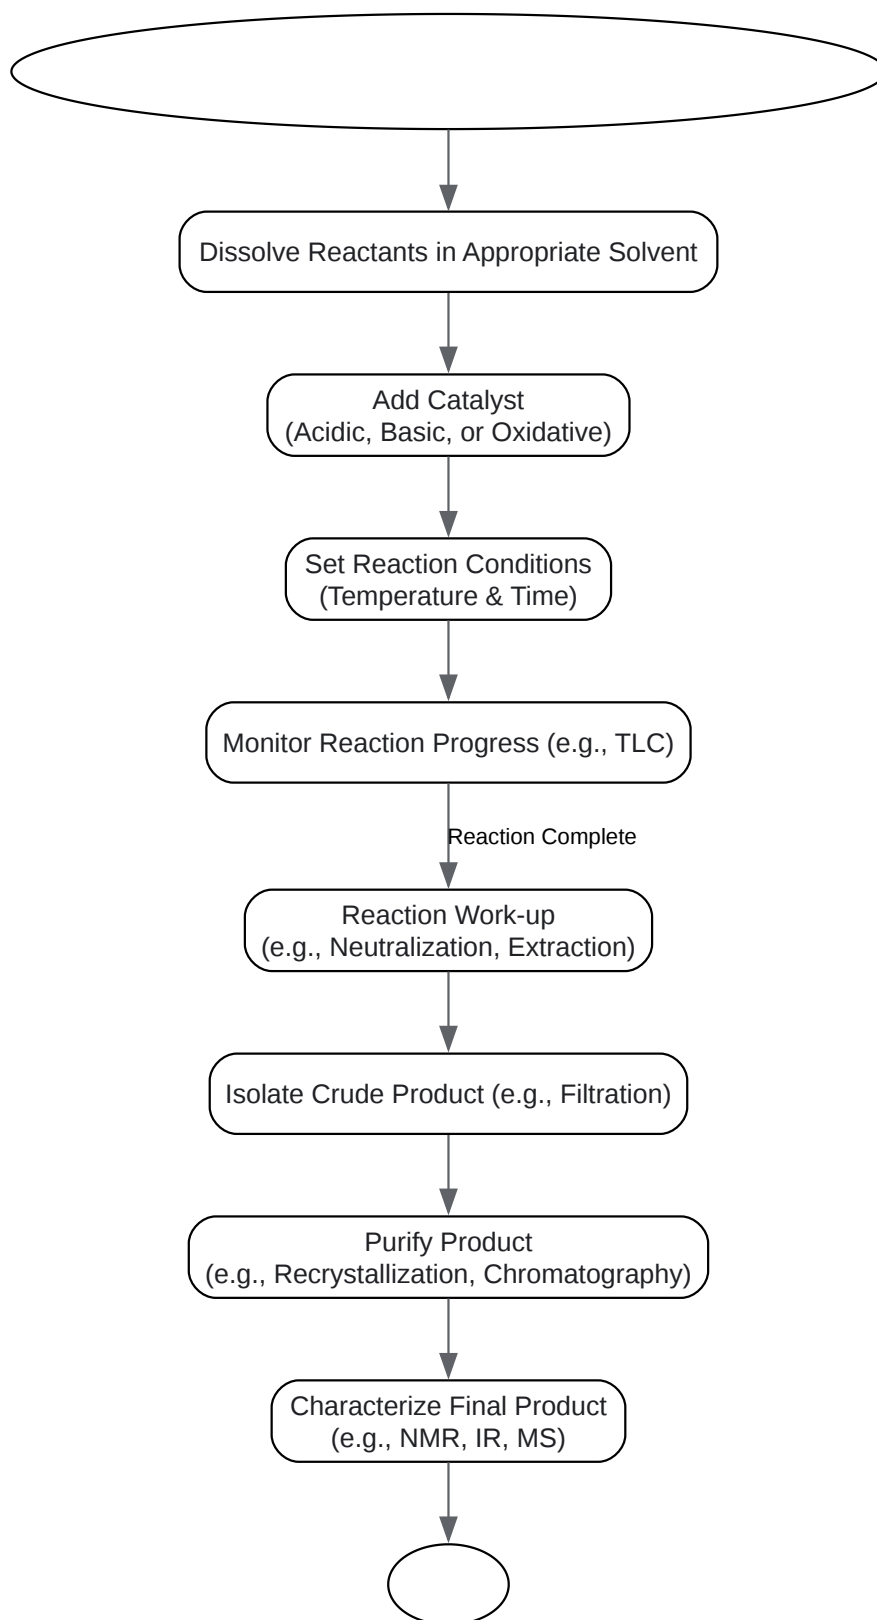 Dissolve Reactants in Appropriate Solvent
Add Catalyst
(Acidic, Basic, or Oxidative)
Set Reaction Conditions
(Temperature & Time)
Monitor Reaction Progress (e.g., TLC)
Reaction Complete
Reaction Work-up
(e.g., Neutralization, Extraction)
Isolate Crude Product (e.g., Filtration)
Purify Product
(e.g., Recrystallization, Chromatography)
Characterize Final Product
(e.g., NMR, IR, MS)